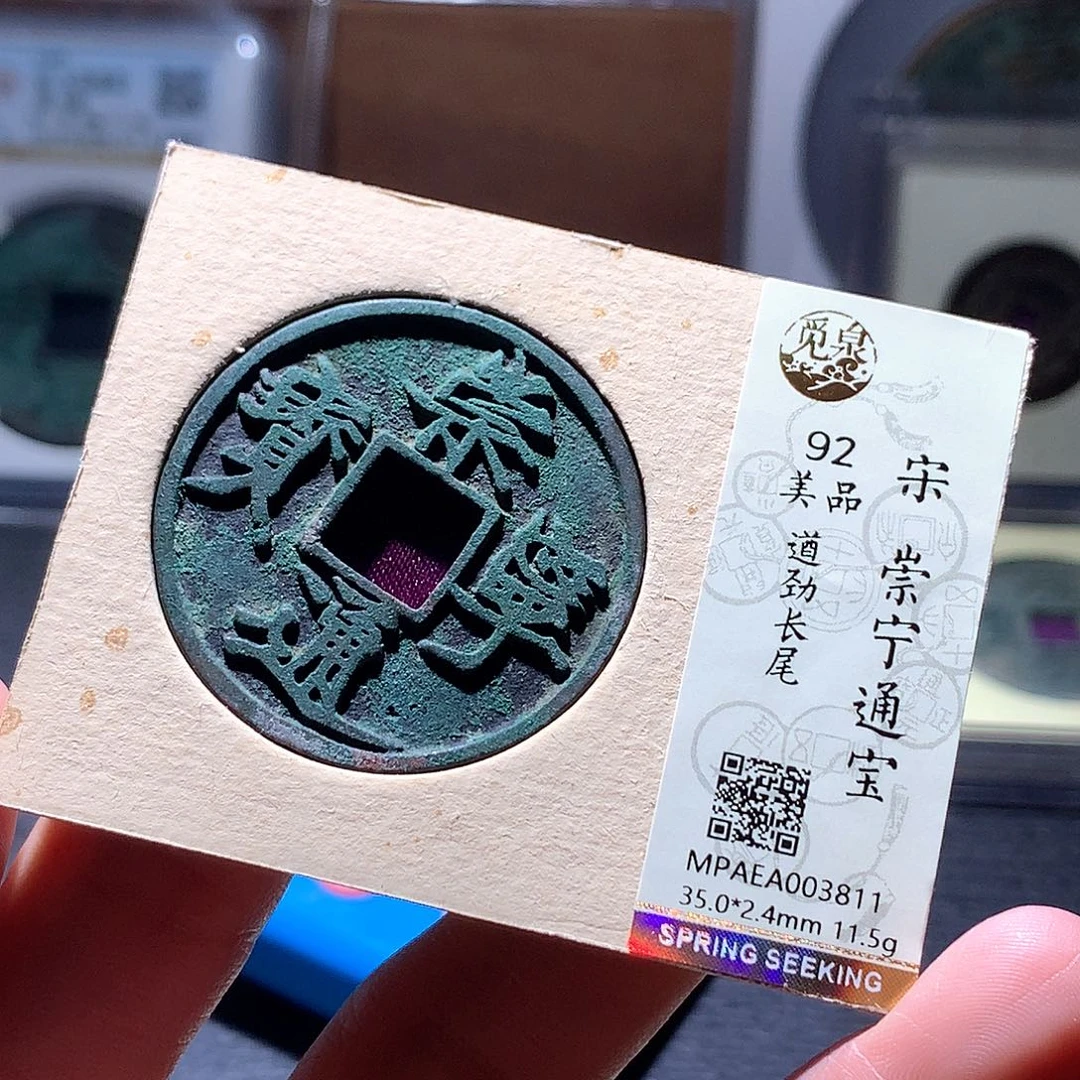 崇寧通寳
觅泉
92
美品
遒劲长尾
宋 崇宁通宝
MPAEA003811
35.0*2.4mm 11.5g
SPRING SEEKING